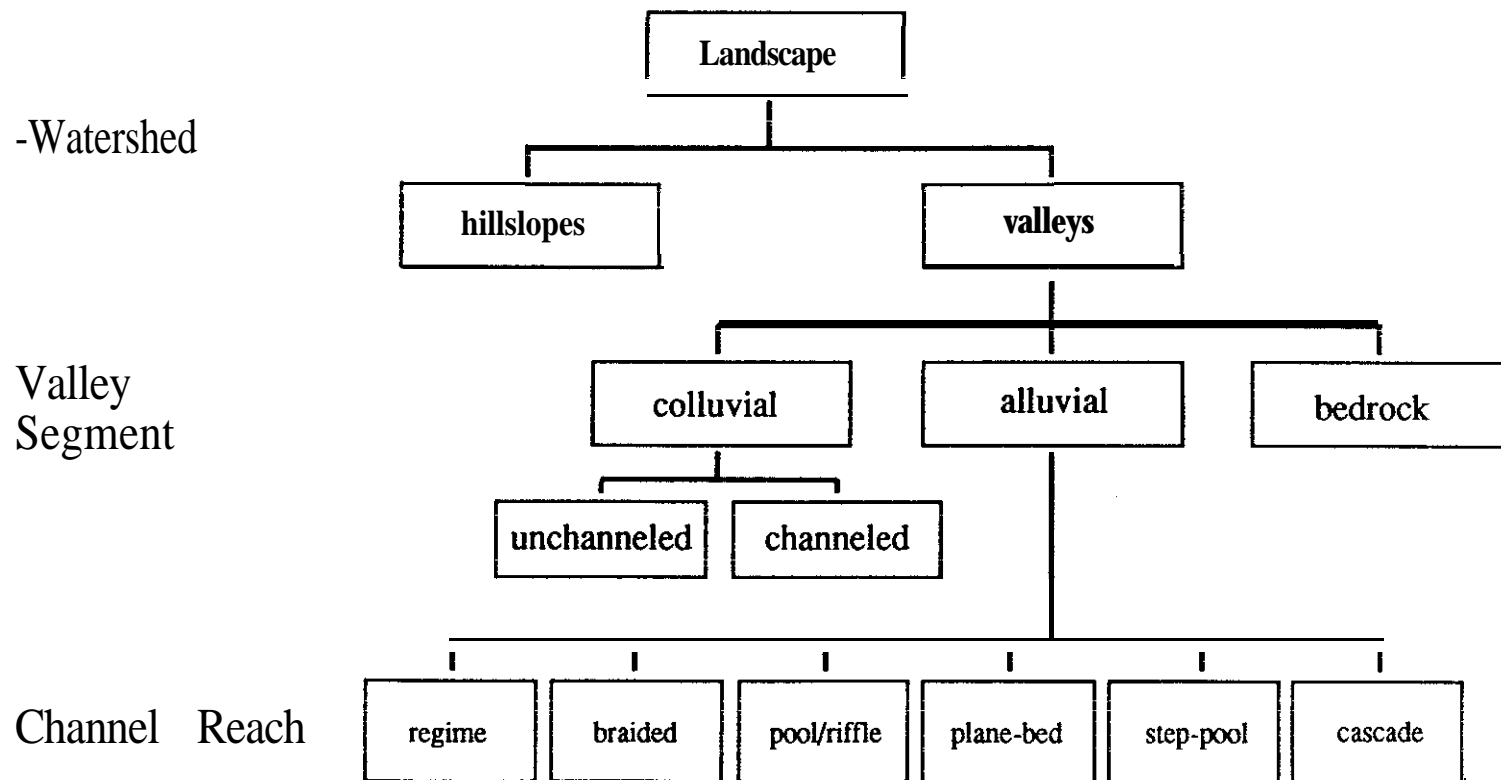 Landscape
-Watershed
hillslopes
valleys
Valley
Segment
colluvial
alluvial
bedrock
unchanneled
channeled
Channel Reach
regime
braided
pool/riffle
plane-bed
step-pool
cascade